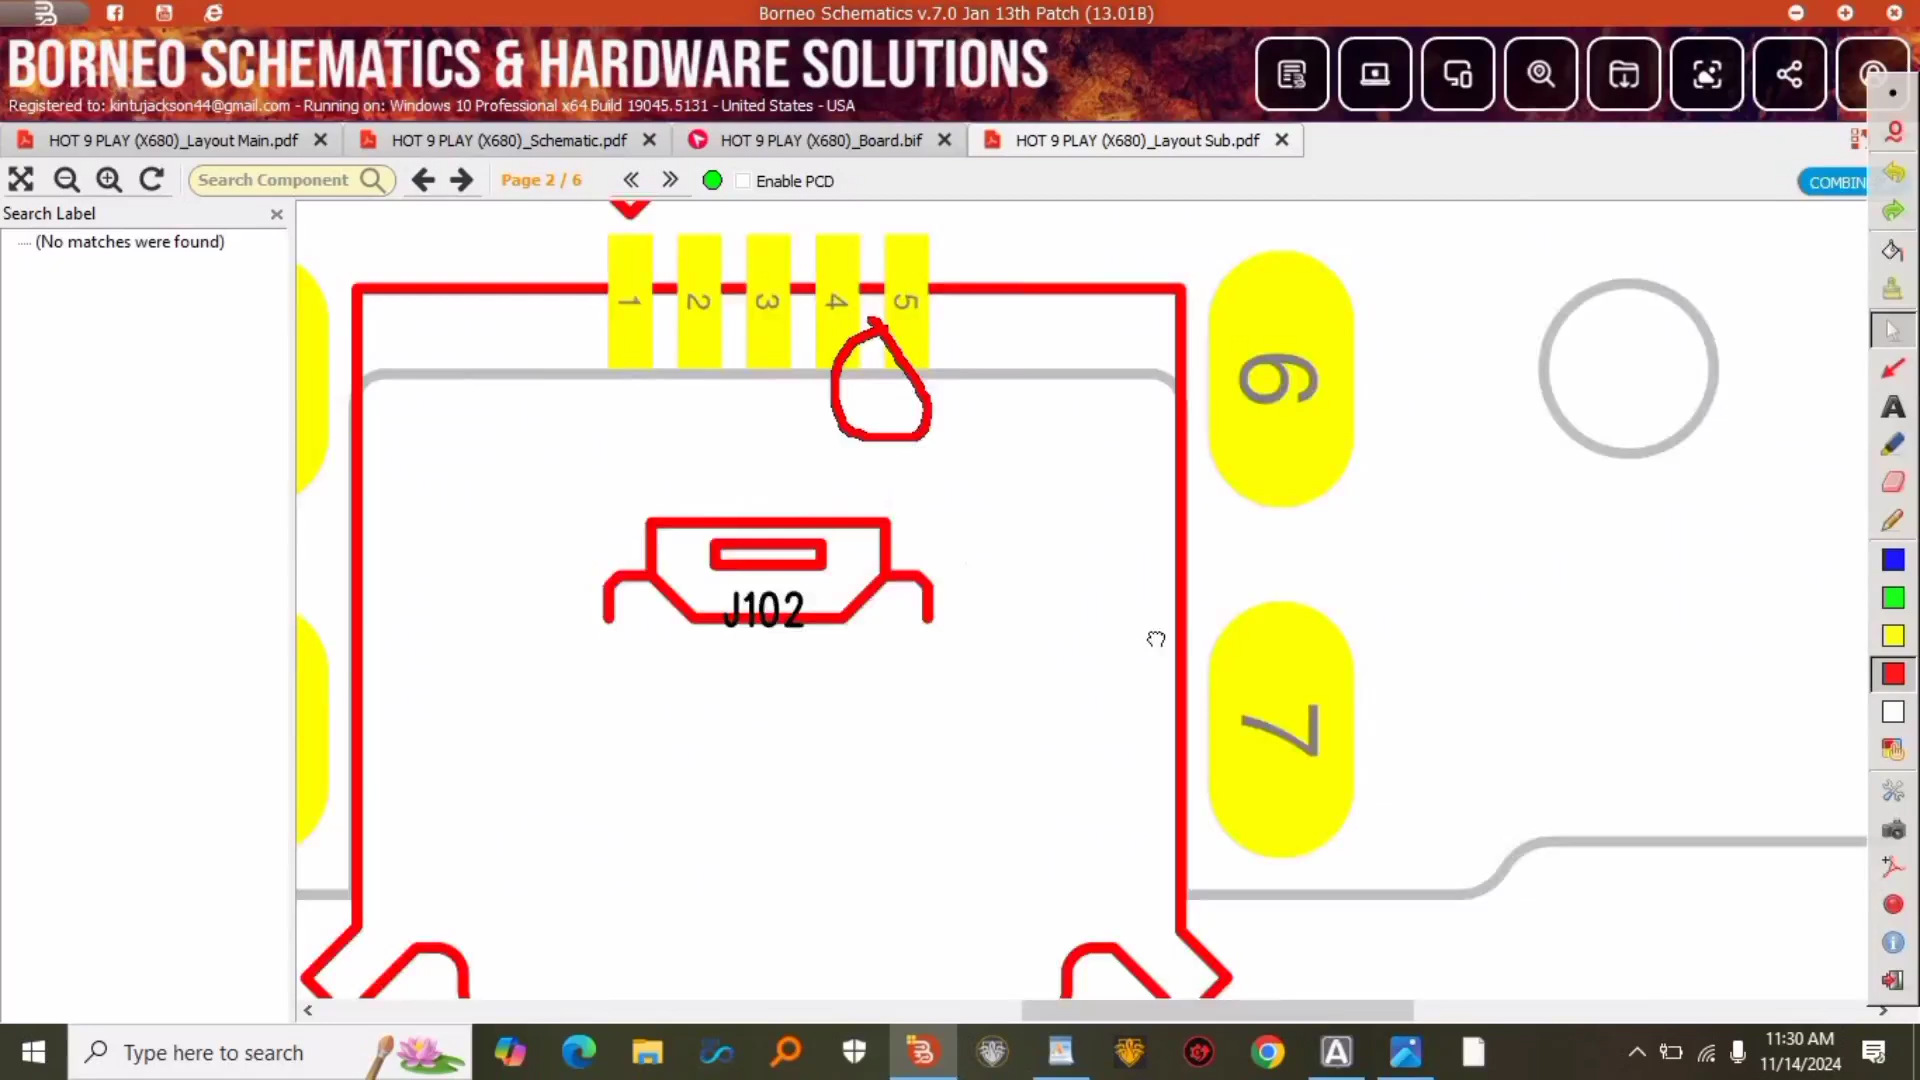 Borneo Schematics v.7.0 Jan 13th Patch (13.01B)
BORNEO SCHEMATICS & HARDWARE SOLUTIONS
Registered to: kintujackson44@gmail.com - Running on: Windows 10 Professional x64 Build 19045.5131 - United States - USA
HOT 9 PLAY (X680)_Layout Main.pdf
HOT 9 PLAY (X680)_Schematic.pdf
HOT 9 PLAY (X680)_Board.bif
HOT 9 PLAY (X680)_Layout Sub.pdf
Search Component
Page 2 / 6
Enable PCD
COMBIN
Search Label
(No matches were found)
1
2
3
4
5
6
J102
7
Type here to search
11:30 AM
11/14/2024